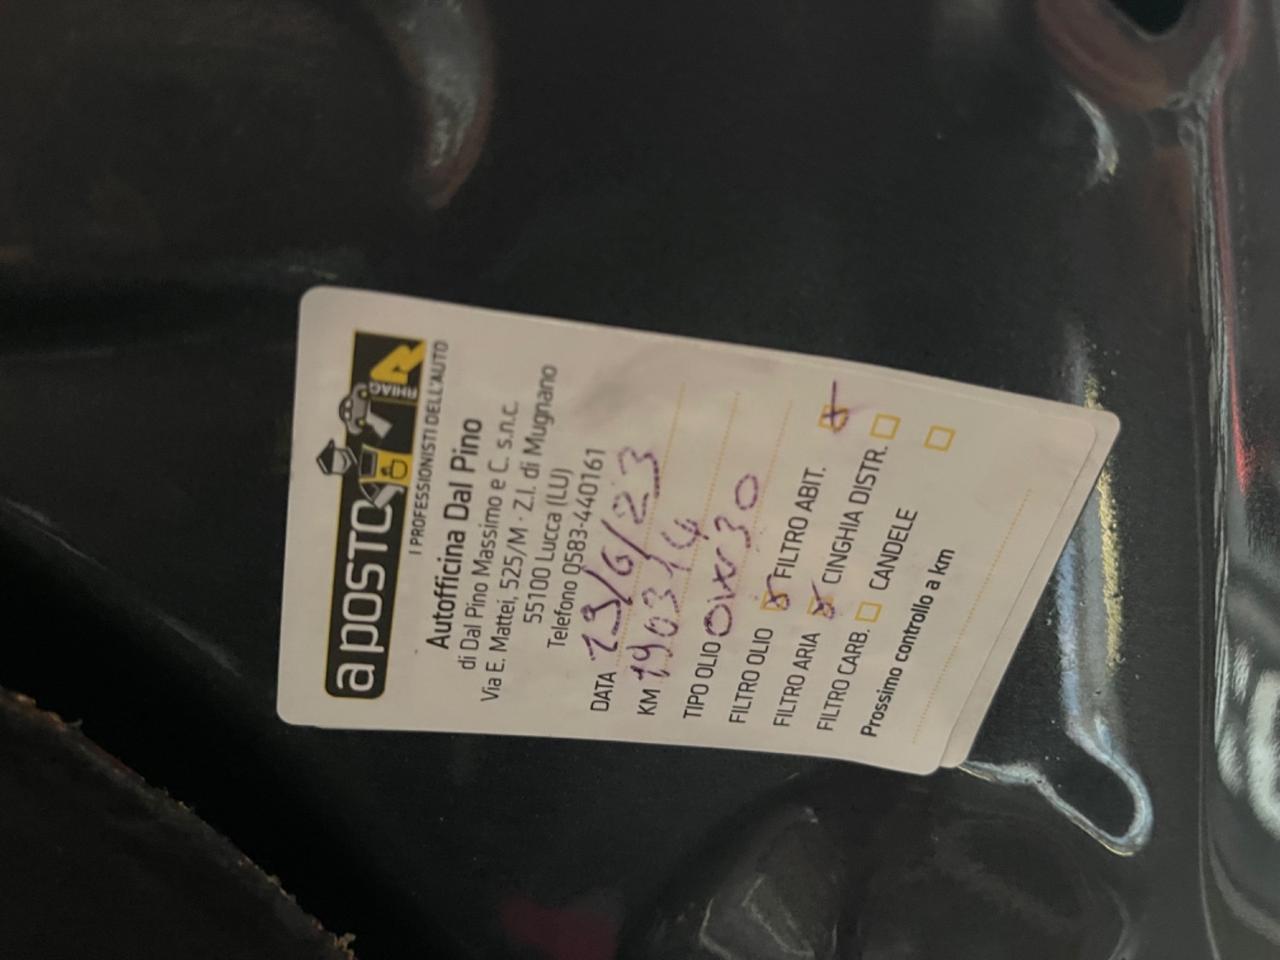 a posto
RHIAG
I PROFESSIONISTI DELL'AUTO
Autofficina Dal Pino
di Dal Pino Massimo e C. s.n.c.
Via E. Mattei, 525/M - Z.I. di Mugnano
55100 Lucca (LU)
Telefono 0583-440161
DATA 23/6/23
KM 190314
TIPO OLIO 0W30
FILTRO OLIO FILTRO ABIT.
FILTRO ARIA CINGHIA DISTR.
FILTRO CARB. CANDELE
Prossimo controllo a km